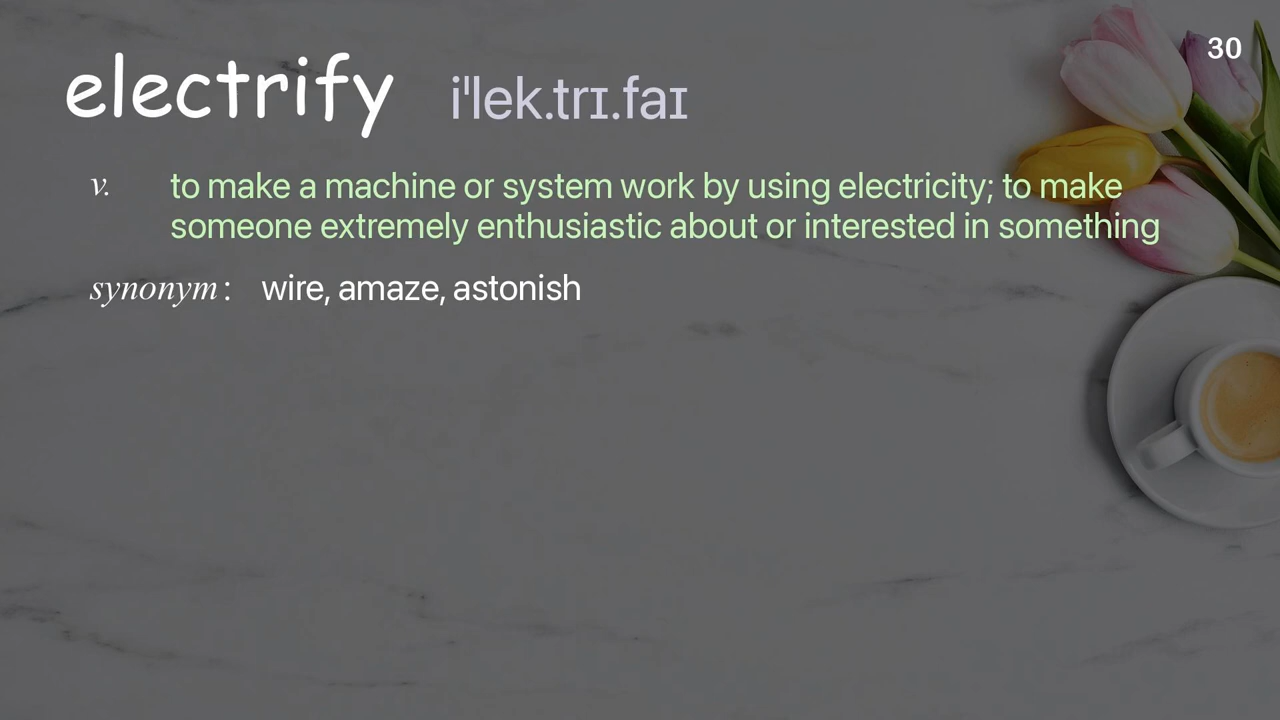 30
electrify iˈlek.trɪ.faɪ
v. to make a machine or system work by using electricity; to make
someone extremely enthusiastic about or interested in something
synonym : wire, amaze, astonish